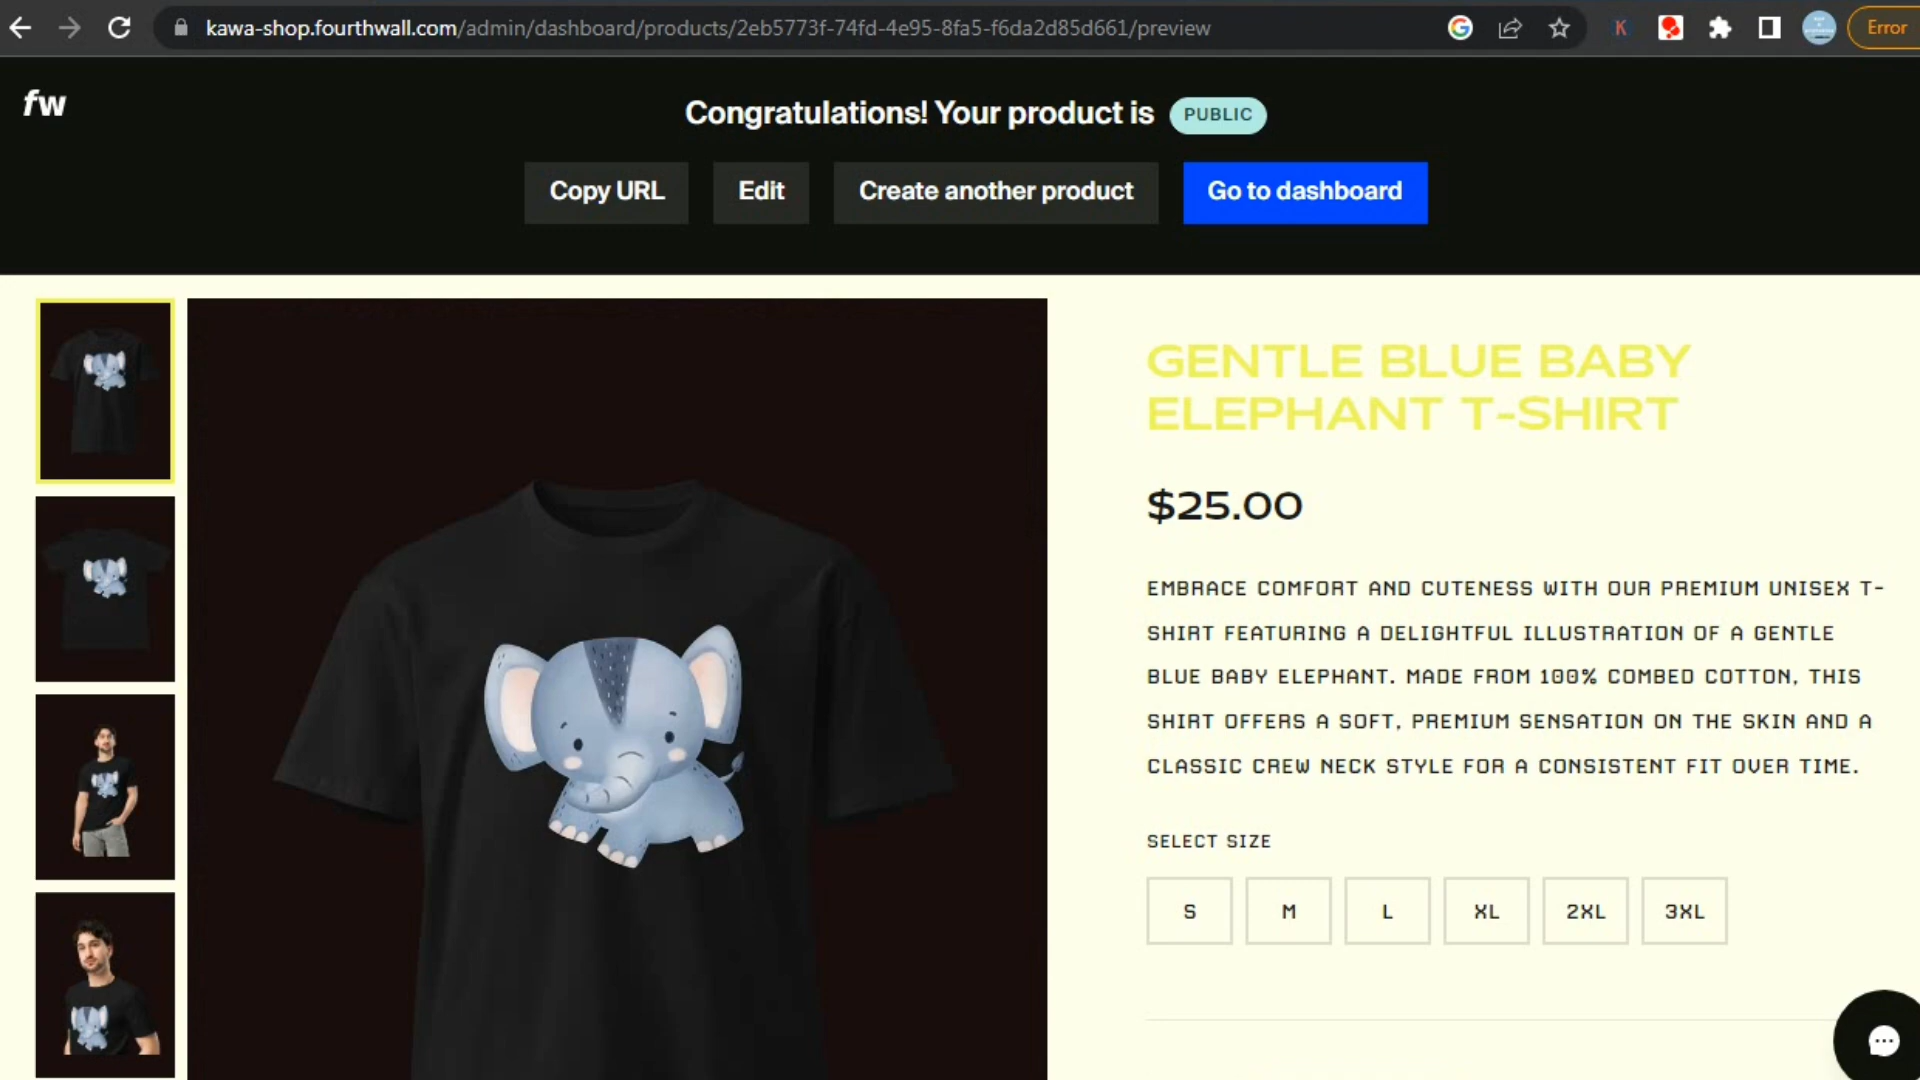 kawa-shop.fourthwall.com/admin/dashboard/products/2eb5773f-74fd-4e95-8fa5-f6da2d85d661/preview
K
Error
fw
Congratulations! Your product is PUBLIC
Copy URL Edit Create another product Go to dashboard
GENTLE BLUE BABY
ELEPHANT T-SHIRT
$25.00
EMBRACE COMFORT AND CUTENESS WITH OUR PREMIUM UNISEX T-
SHIRT FEATURING A DELIGHTFUL ILLUSTRATION OF A GENTLE
BLUE BABY ELEPHANT. MADE FROM 100% COMBED COTTON, THIS
SHIRT OFFERS A SOFT, PREMIUM SENSATION ON THE SKIN AND A
CLASSIC CREW NECK STYLE FOR A CONSISTENT FIT OVER TIME.
SELECT SIZE
S M L XL 2XL 3XL